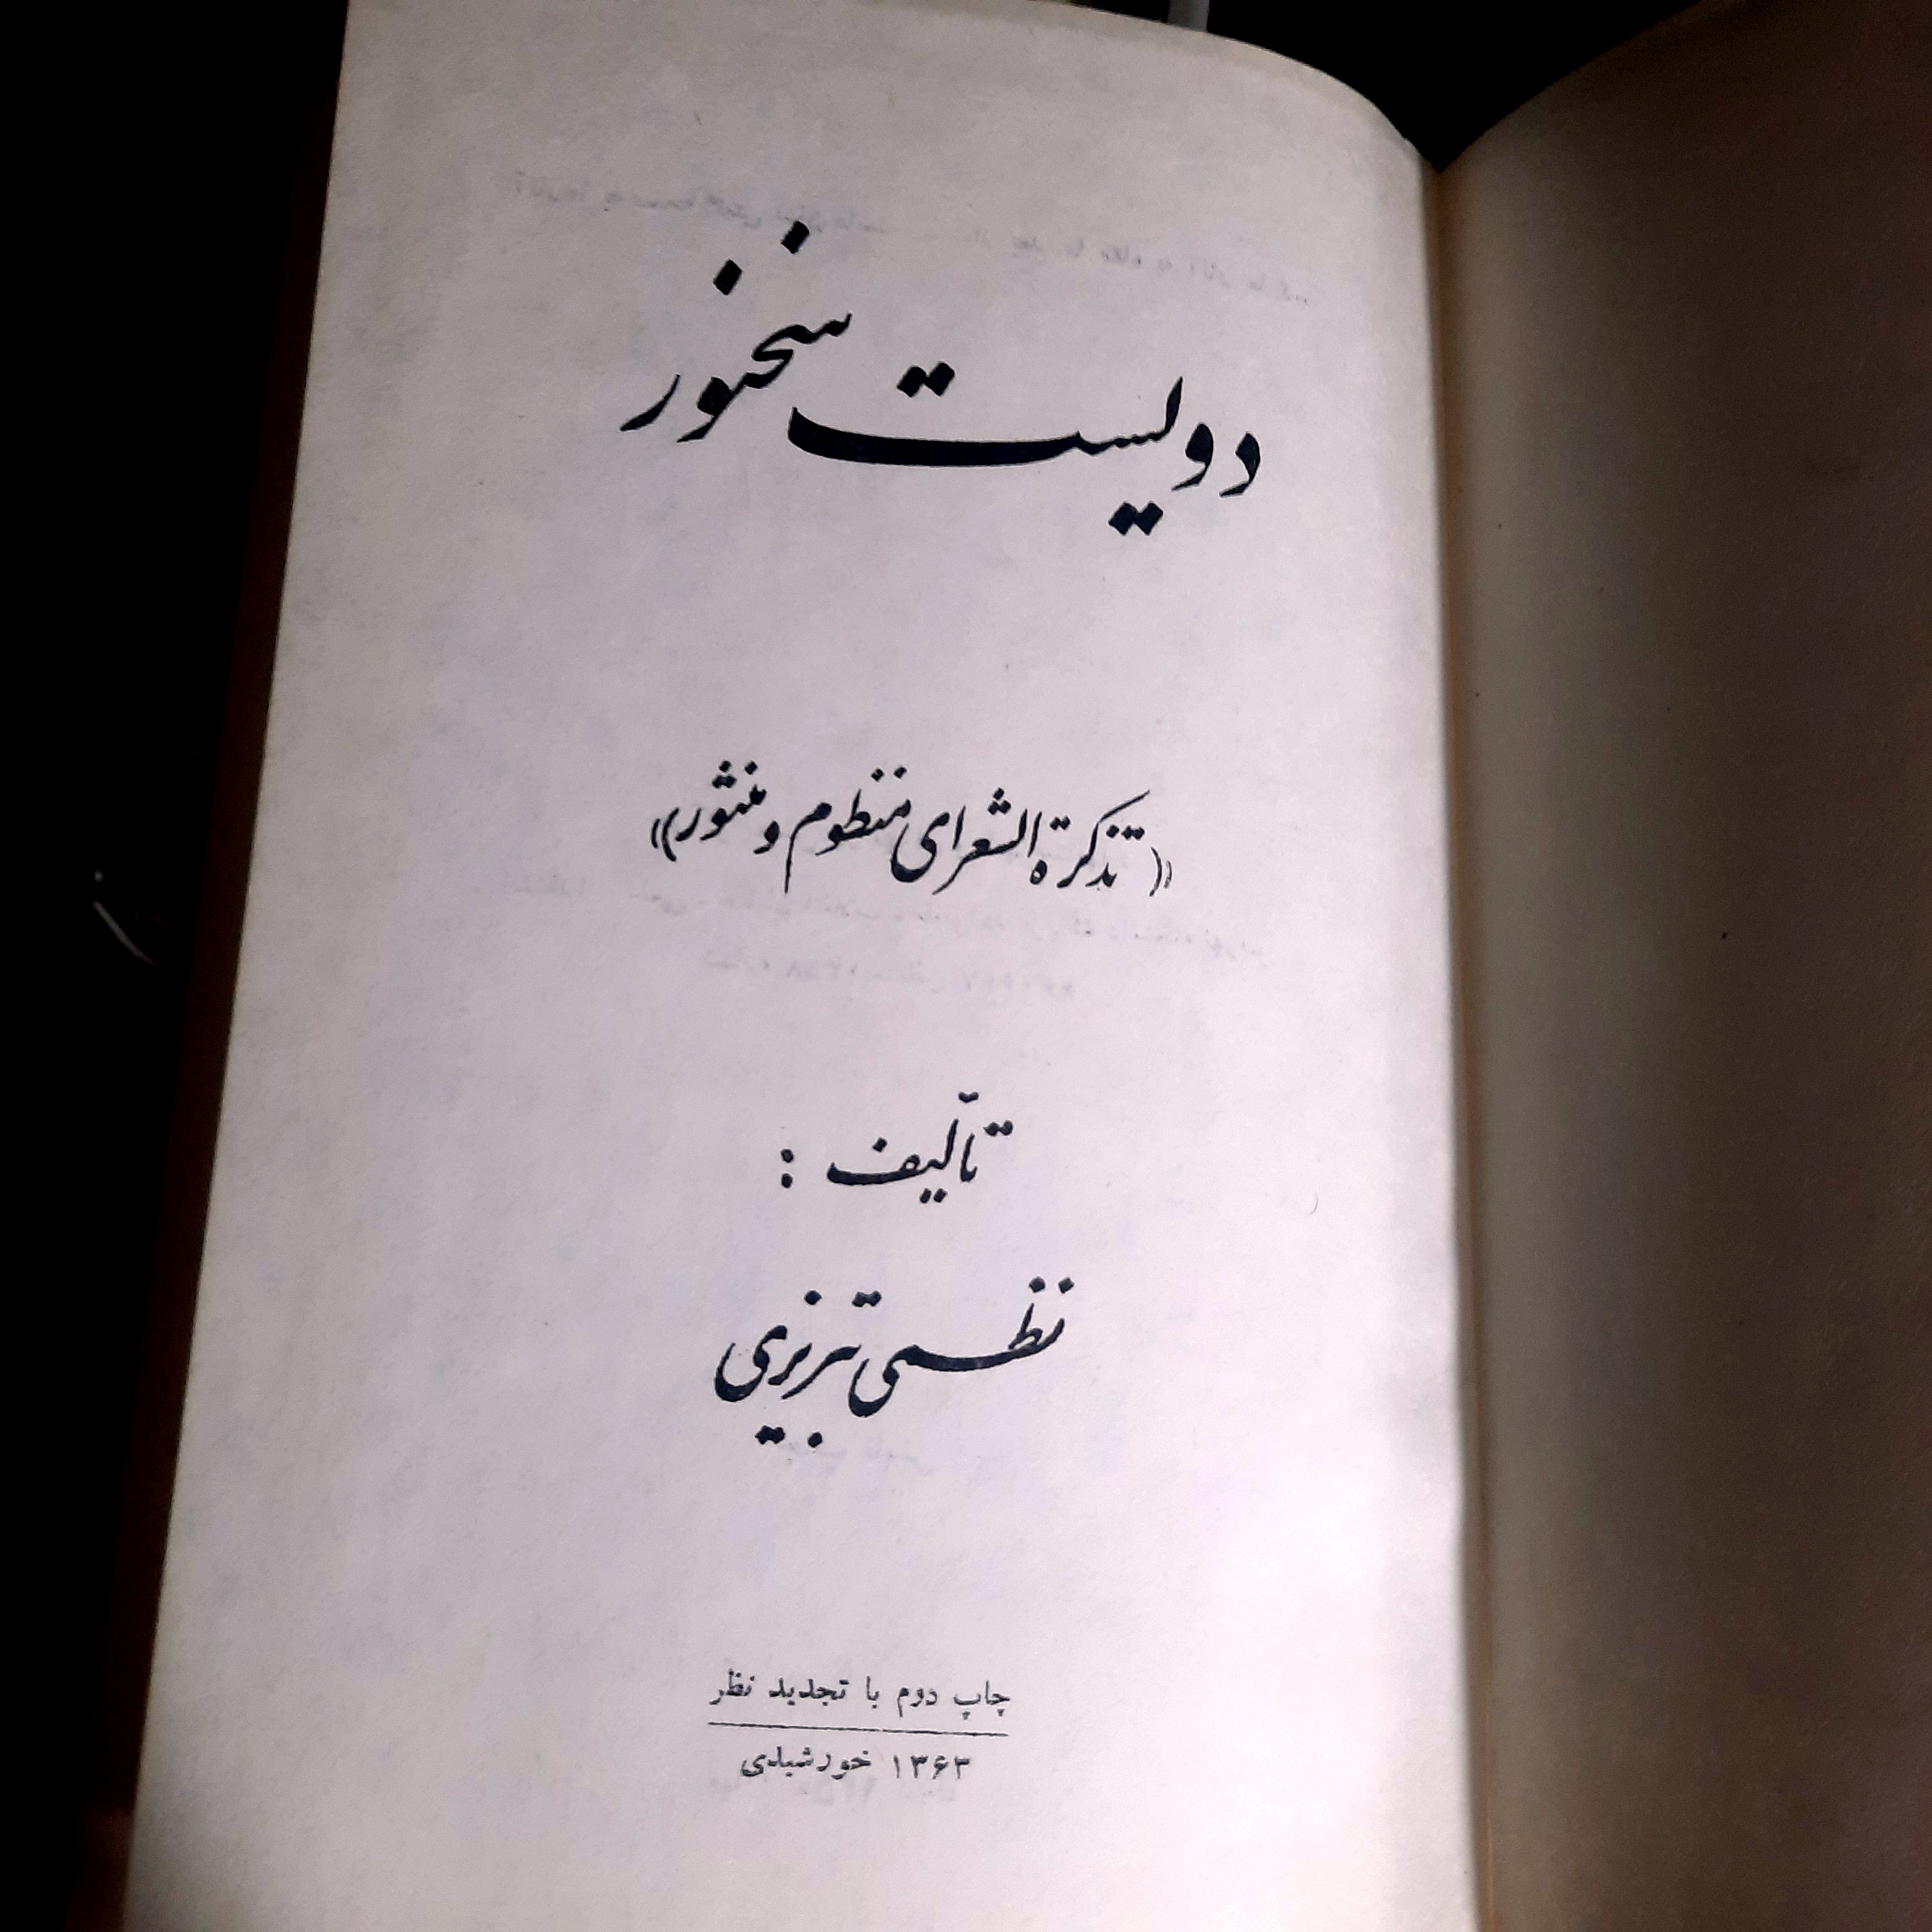 دویست سخنور
«تذکرة الشعرای منظوم و منثور»
تألیف :
نظمی تبریزی
چاپ دوم با تجدید نظر
۱۳۶۳ خورشیدی